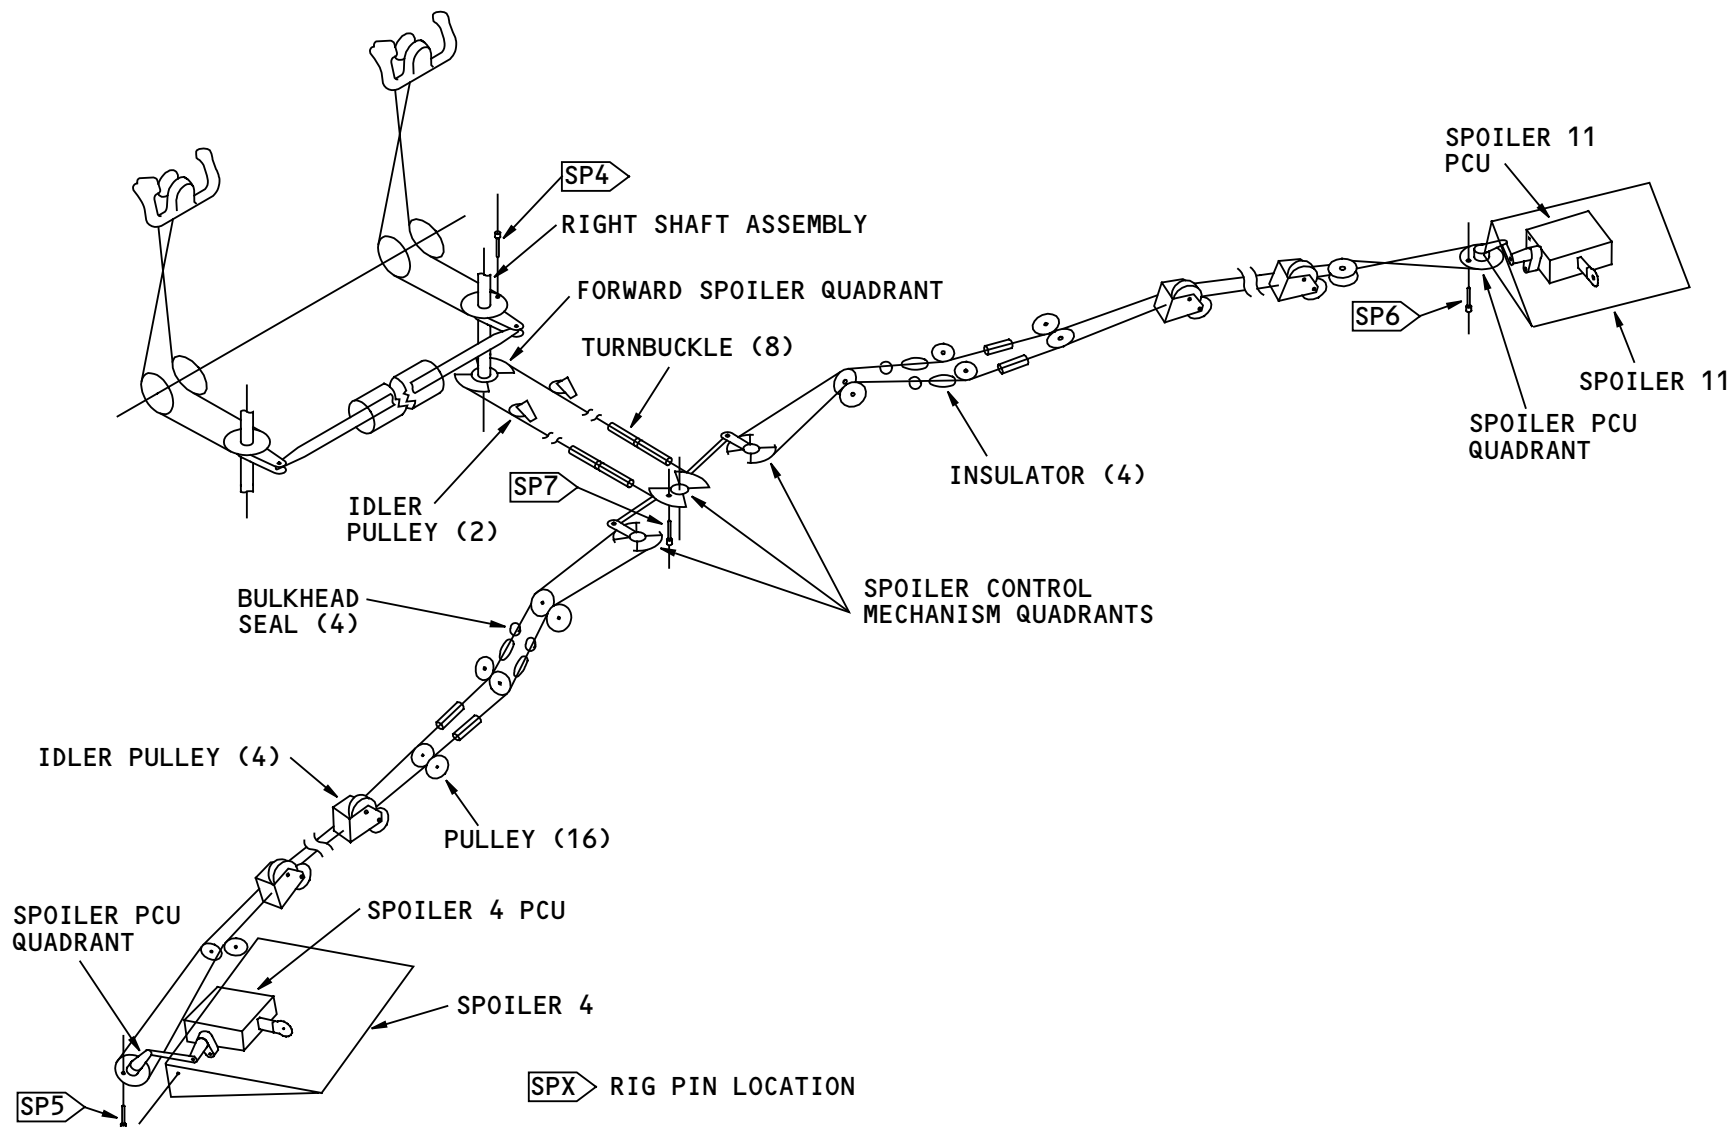 SPOILER 11
PCU
SP4
RIGHT SHAFT ASSEMBLY
FORWARD SPOILER QUADRANT
SP6
TURNBUCKLE (8)
SPOILER 11
SPOILER PCU
QUADRANT
INSULATOR (4)
SP7
IDLER
PULLEY (2)
SPOILER CONTROL
MECHANISM QUADRANTS
BULKHEAD
SEAL (4)
IDLER PULLEY (4)
PULLEY (16)
SPOILER PCU
QUADRANT
SPOILER 4 PCU
SPOILER 4
SP5
SPX RIG PIN LOCATION